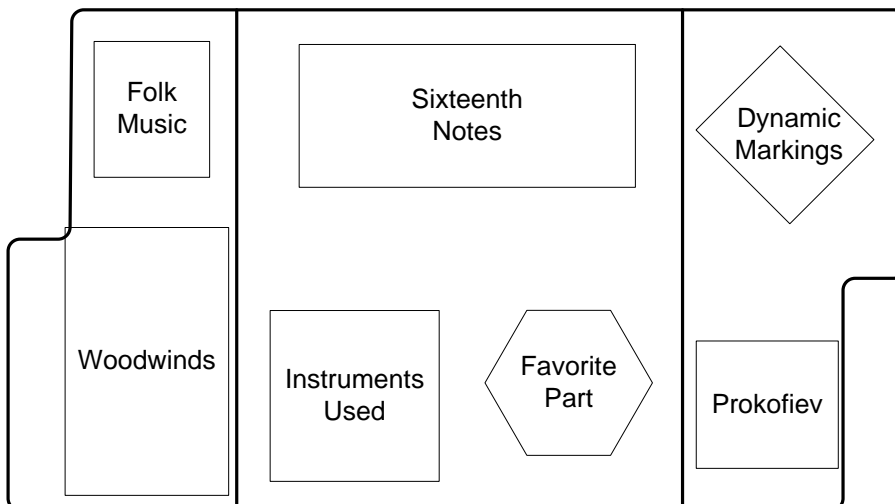 Folk
Music
Sixteenth
Notes
Dynamic
Markings
Woodwinds
Instruments
Used
Favorite
Part
Prokofiev